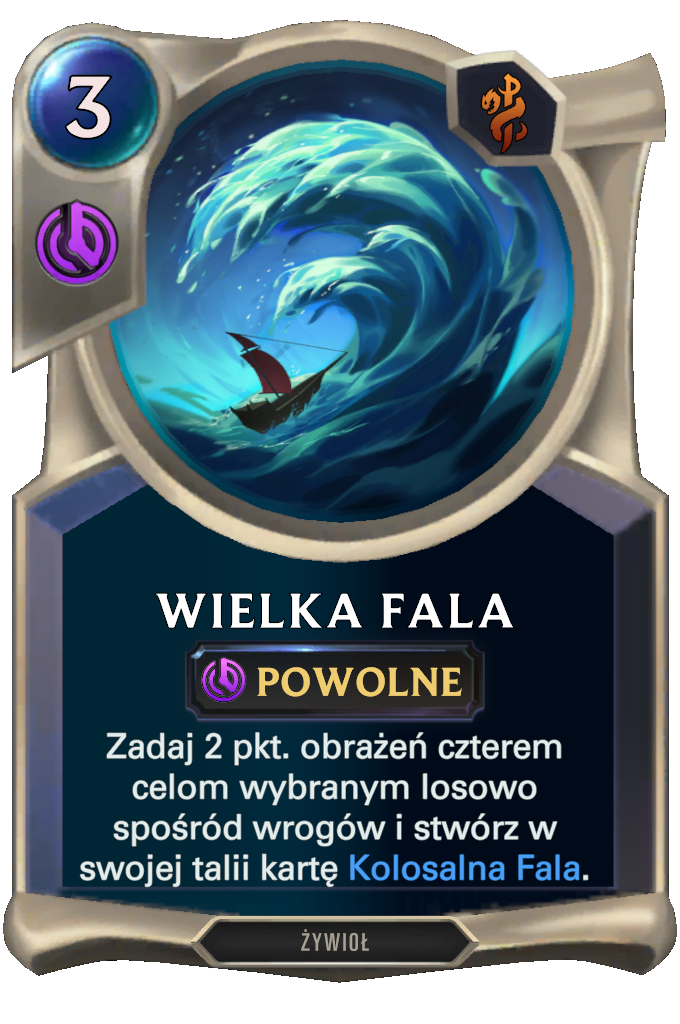 3
WIELKA FALA
POWOLNE
Zadaj 2 pkt. obrażeń czterem
celom wybranym losowo
spośród wrogów i stwórz w
swojej talii kartę Kolosalna Fala.
ŻYWIOŁ